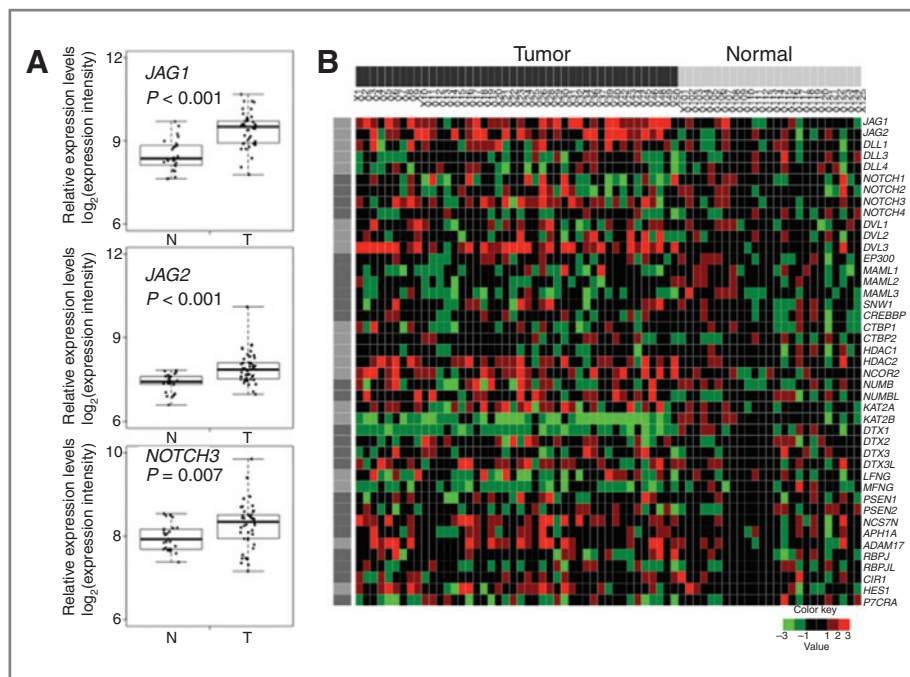 A
B
Relative expression levels
log2(expression intensity)
12
9
6
JAG1
P < 0.001
N
T
Relative expression levels
log2(expression intensity)
12
9
6
JAG2
P < 0.001
N
T
Relative expression levels
log2(expression intensity)
10
8
6
NOTCH3
P = 0.007
N
T
Tumor
Normal
JAG1
JAG2
DLL1
DLL3
DLL4
NOTCH1
NOTCH2
NOTCH3
NOTCH4
DVL1
DVL2
DVL3
EP300
MAML1
MAML2
MAML3
SNW1
CREBBP
CTBP1
CTBP2
HDAC1
HDAC2
NCOR2
NUMB
NUMBL
KAT2A
KAT2B
DTX1
DTX2
DTX3
DTX3L
LFNG
MFNG
PSEN1
PSEN2
NCS7N
APH1A
ADAM17
RBPJ
RBPJL
CIR1
HES1
P7CRA
Color key
−3 −1 1 2 3
Value